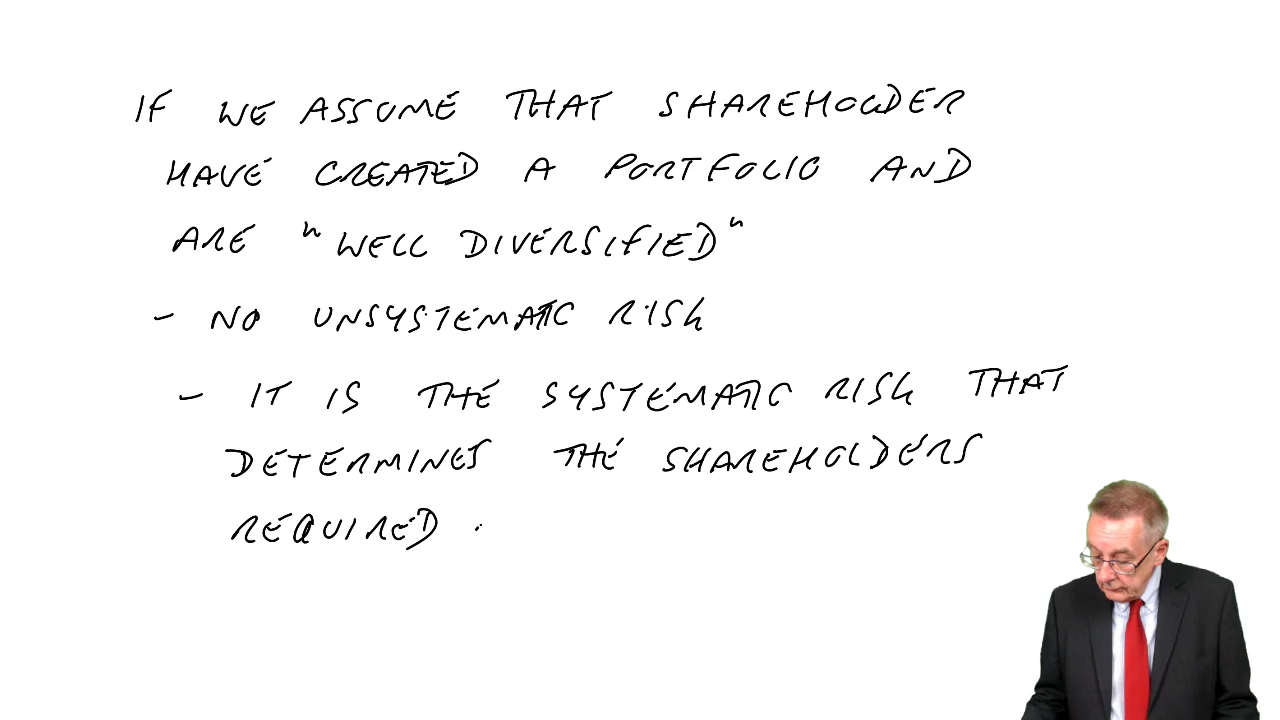 IF WE ASSUME THAT SHAREHOLDER
HAVE CREATED A PORTFOLIO AND
ARE "WELL DIVERSIFIED"
- NO UNSYSTEMATIC RISK
- IT IS THE SYSTEMATIC RISK THAT
DETERMINES THE SHAREHOLDERS
REQUIRED